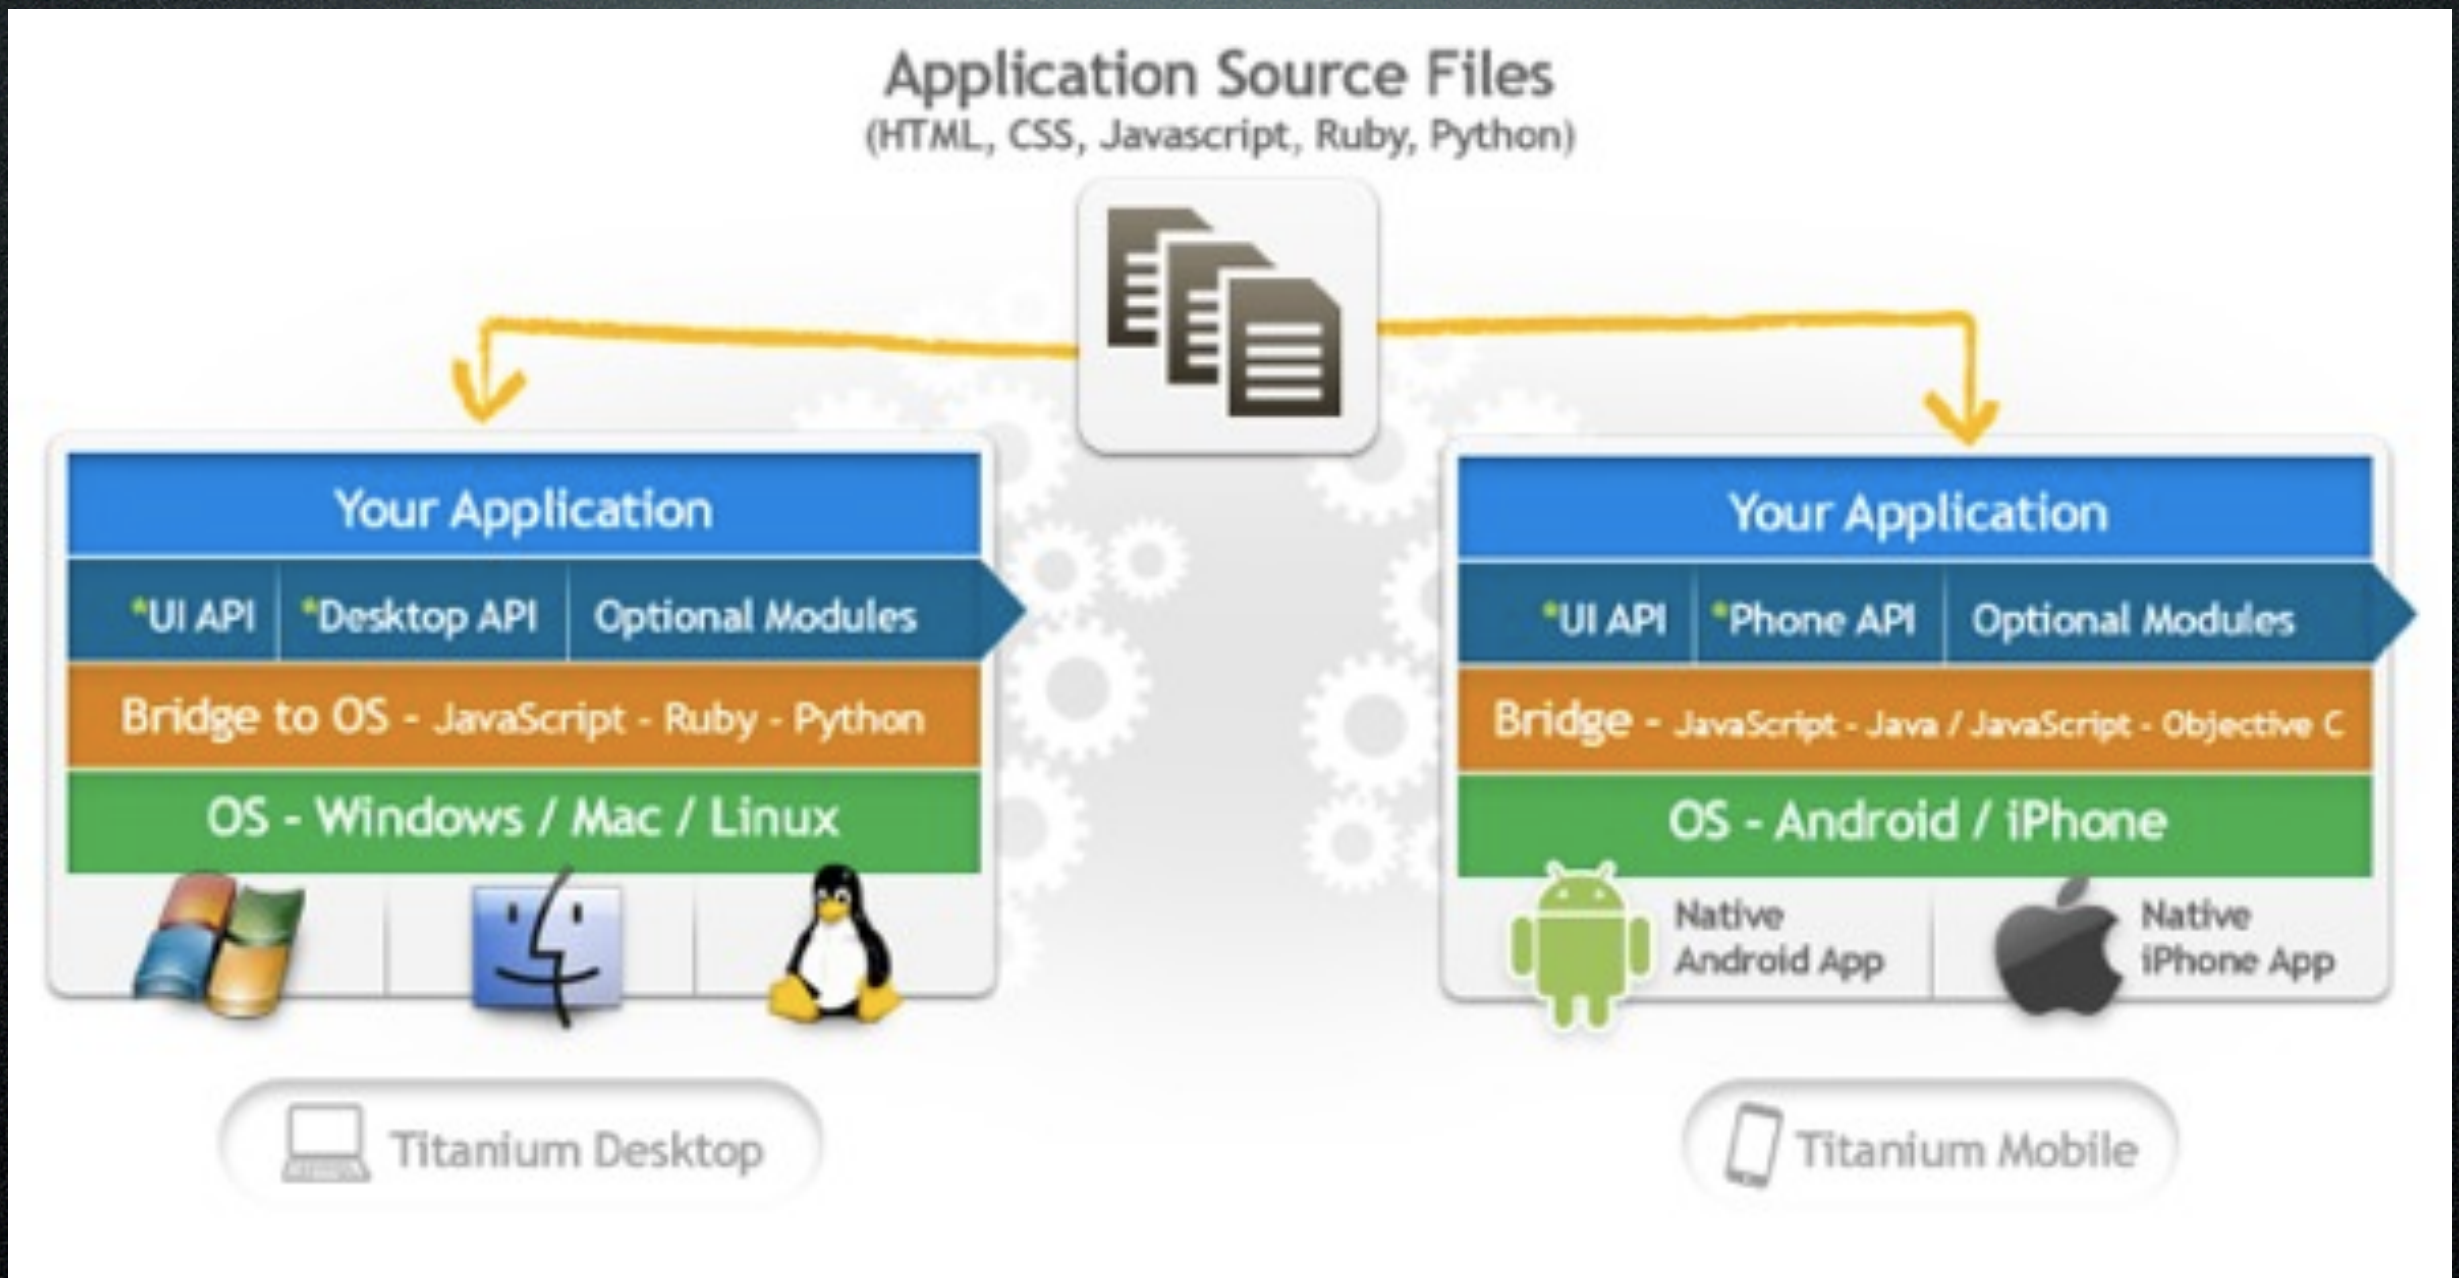 Application Source Files
(HTML, CSS, Javascript, Ruby, Python)
Your Application
*UI API *Desktop API Optional Modules
Bridge to OS - JavaScript - Ruby - Python
OS - Windows / Mac / Linux
Titanium Desktop
Your Application
*UI API *Phone API Optional Modules
Bridge - JavaScript - Java / JavaScript - Objective C
OS - Android / iPhone
Native
Android App
Native
iPhone App
Titanium Mobile